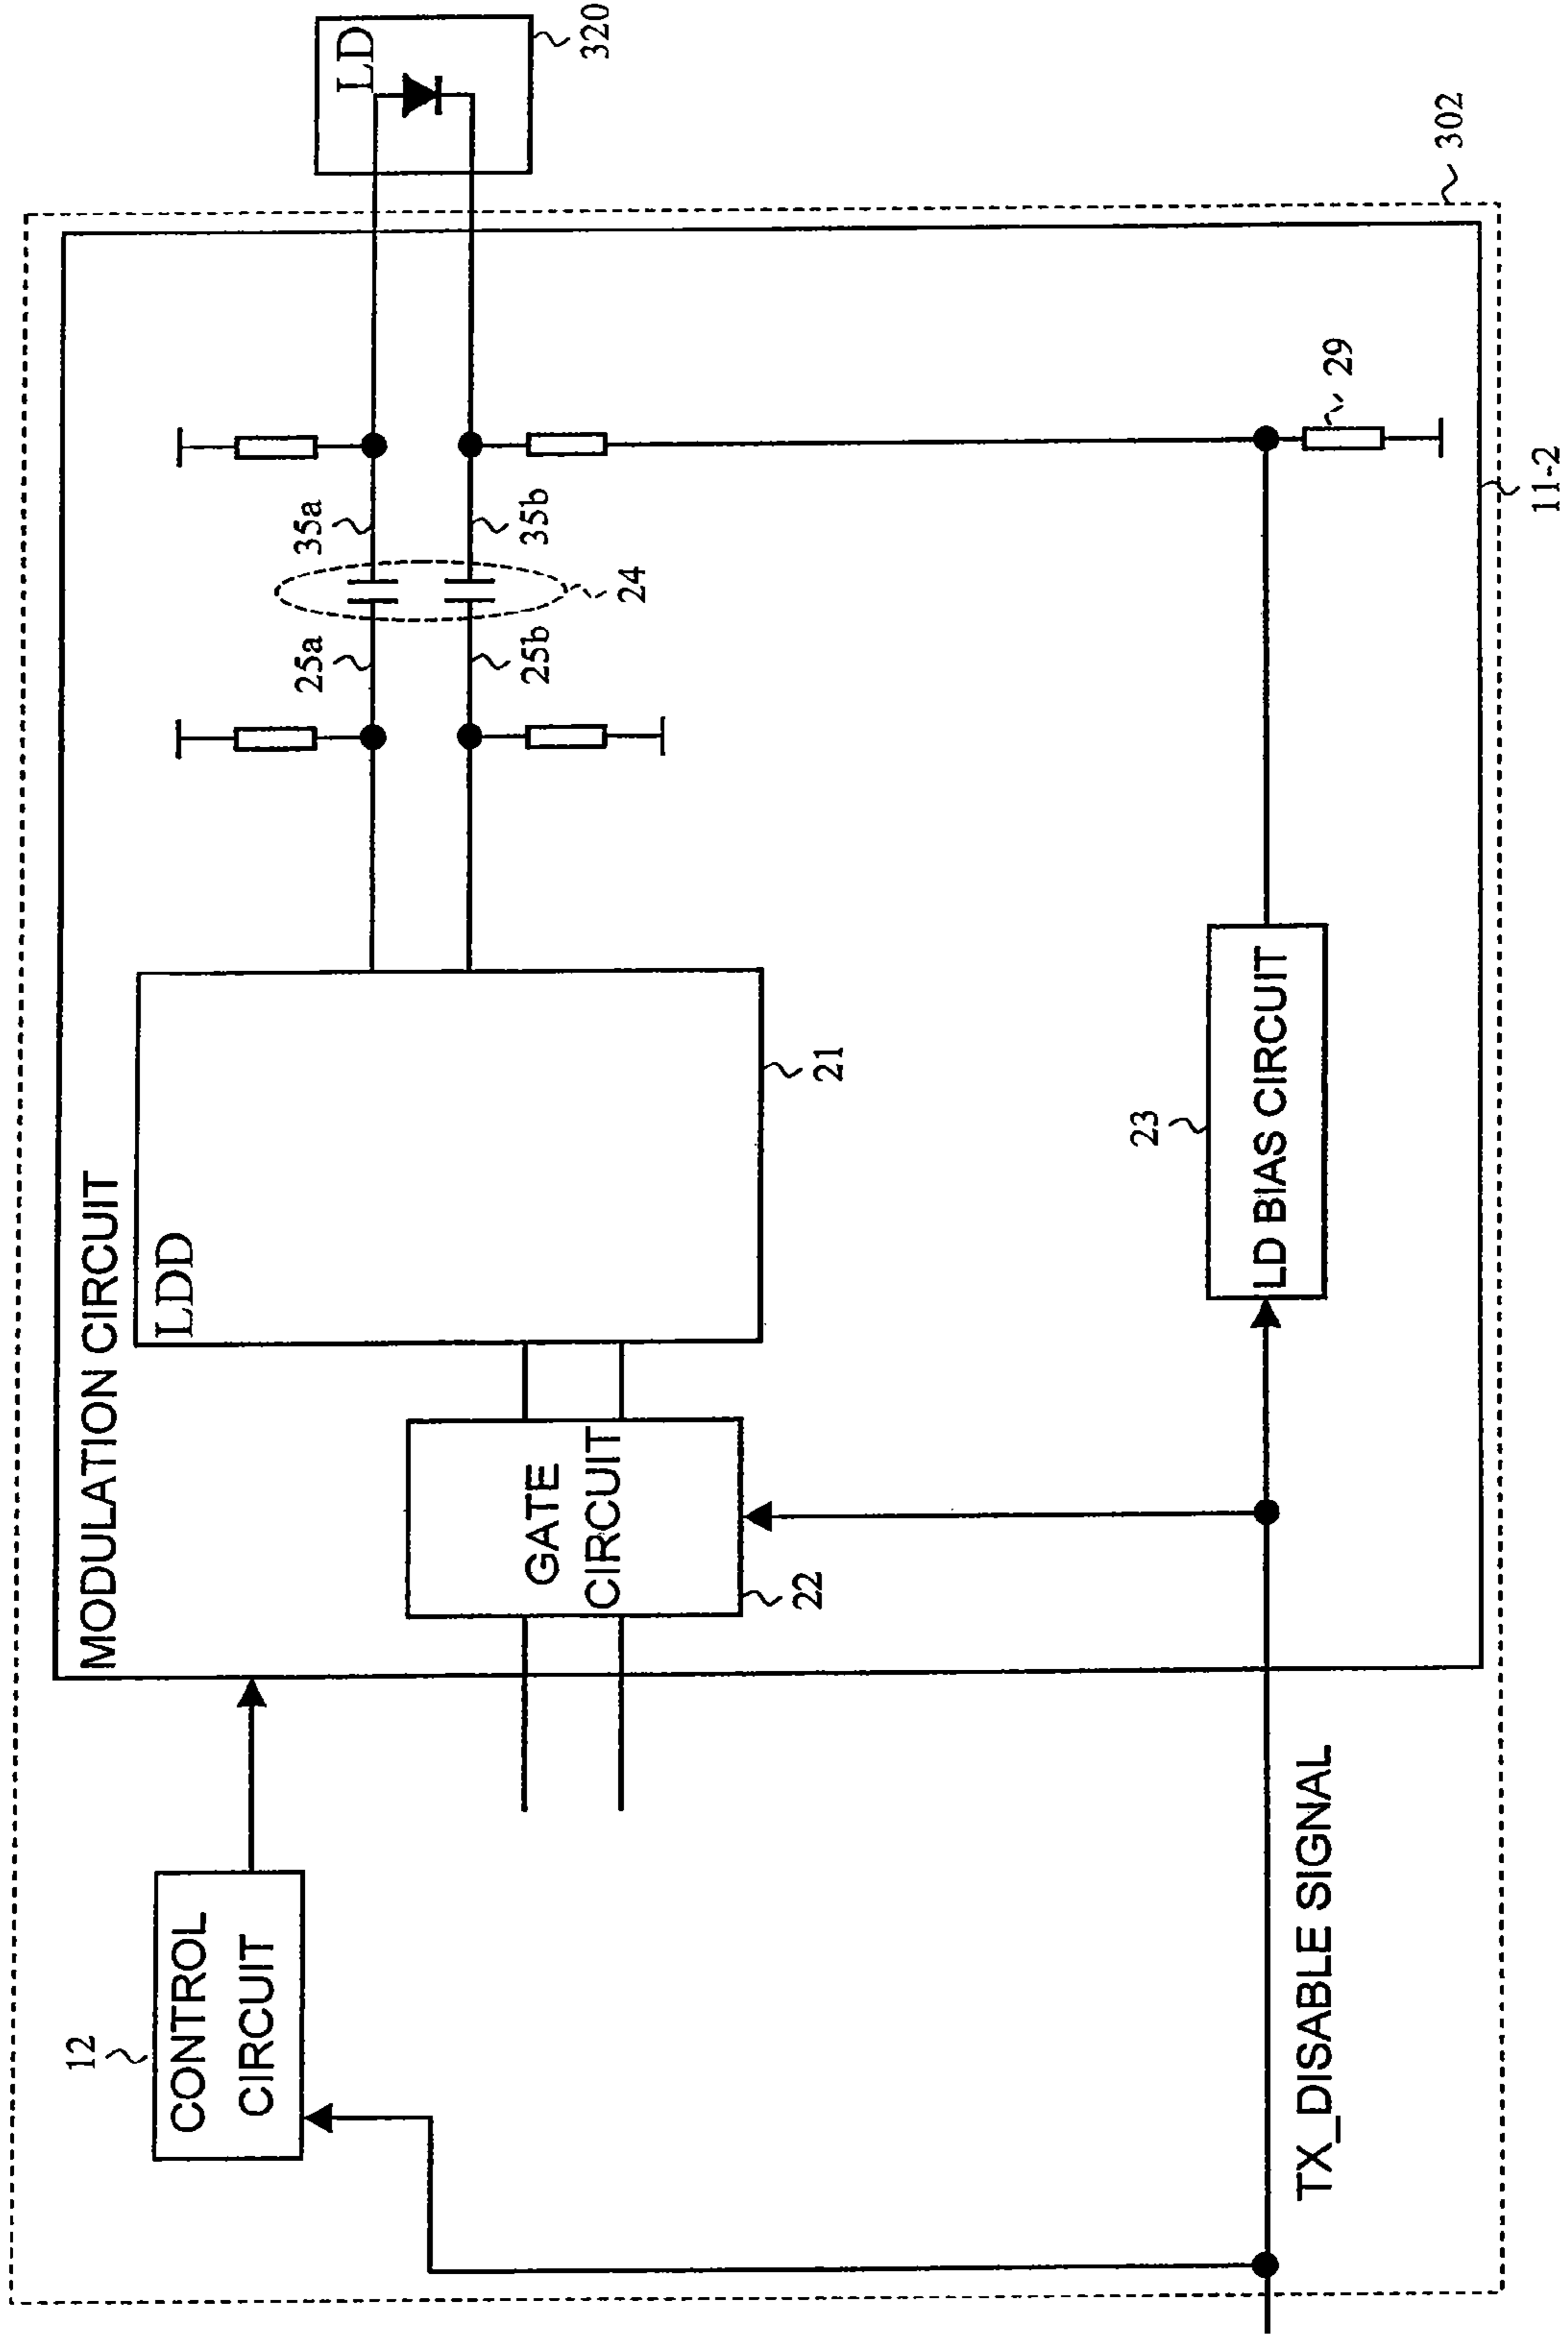 302
MODULATION CIRCUIT
12
CONTROL
CIRCUIT
LDD
21
GATE
CIRCUIT
22
25a
35a
25b
35b
24
LD
320
23
LD BIAS CIRCUIT
29
11-2
TX_DISABLE SIGNAL